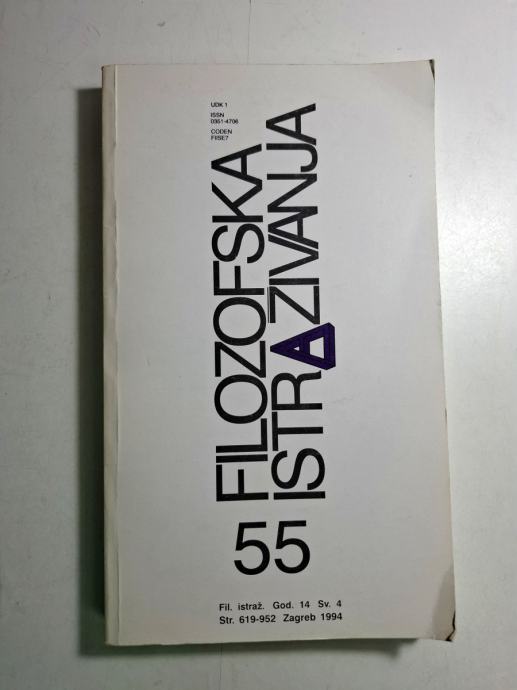 UDK 1
ISSN
0351-4706
CODEN
FIISE7
FILOZOFSKA
ISTRAŽIVANJA
55
Fil. istraž. God. 14 Sv. 4
Str. 619-952 Zagreb 1994